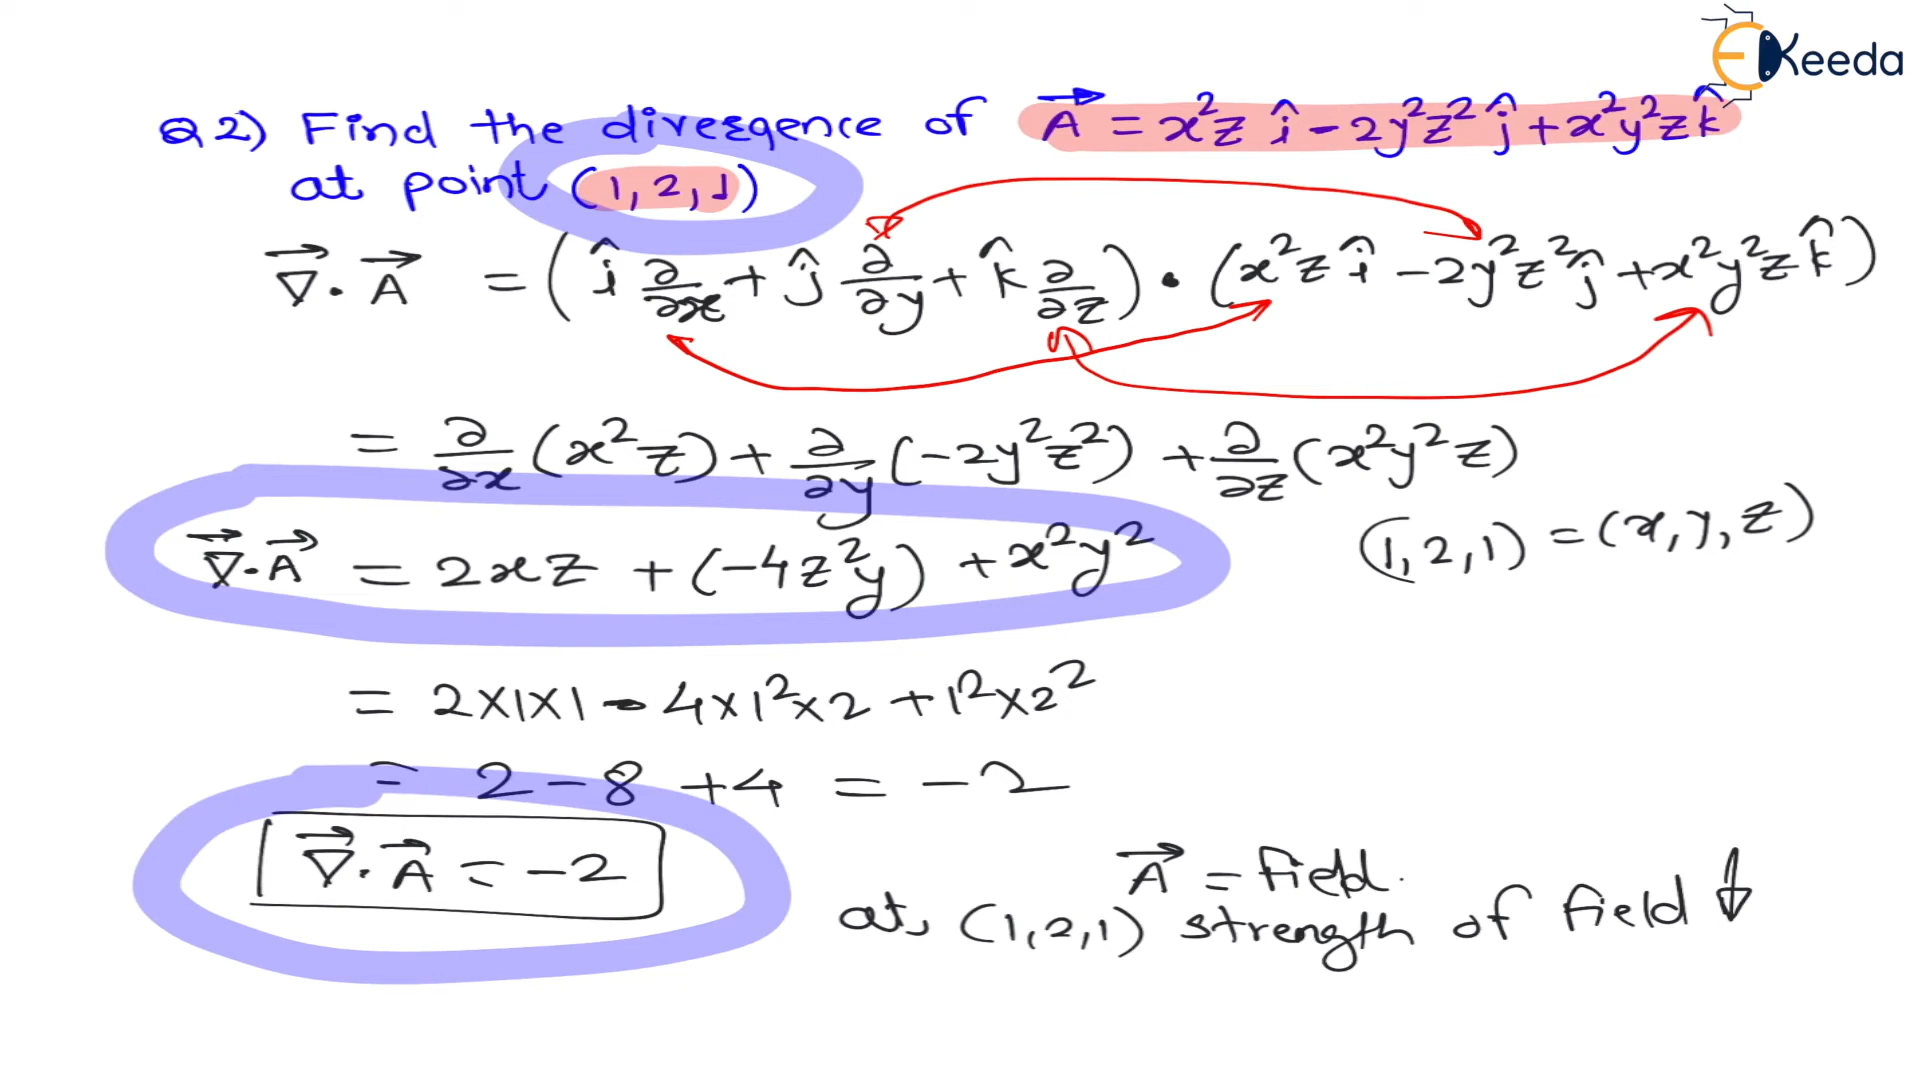 EKeeda
Q2) Find the divergence of A⃗ = x²z î - 2y²z² ĵ + x²y²z k̂
at point (1, 2, 1)
∇⃗ · A⃗ = (î ∂/∂x + ĵ ∂/∂y + k̂ ∂/∂z) · (x²z î - 2y²z² ĵ + x²y²z k̂)
= ∂/∂x (x²z) + ∂/∂y (-2y²z²) + ∂/∂z (x²y²z)
(1, 2, 1) = (x, y, z)
∇⃗ · A⃗ = 2xz + (-4z²y) + x²y²
= 2×1×1 - 4×1²×2 + 1²×2²
= 2 - 8 + 4 = -2
∇⃗ · A⃗ = -2
A⃗ = field.
at (1, 2, 1) strength of field ↓